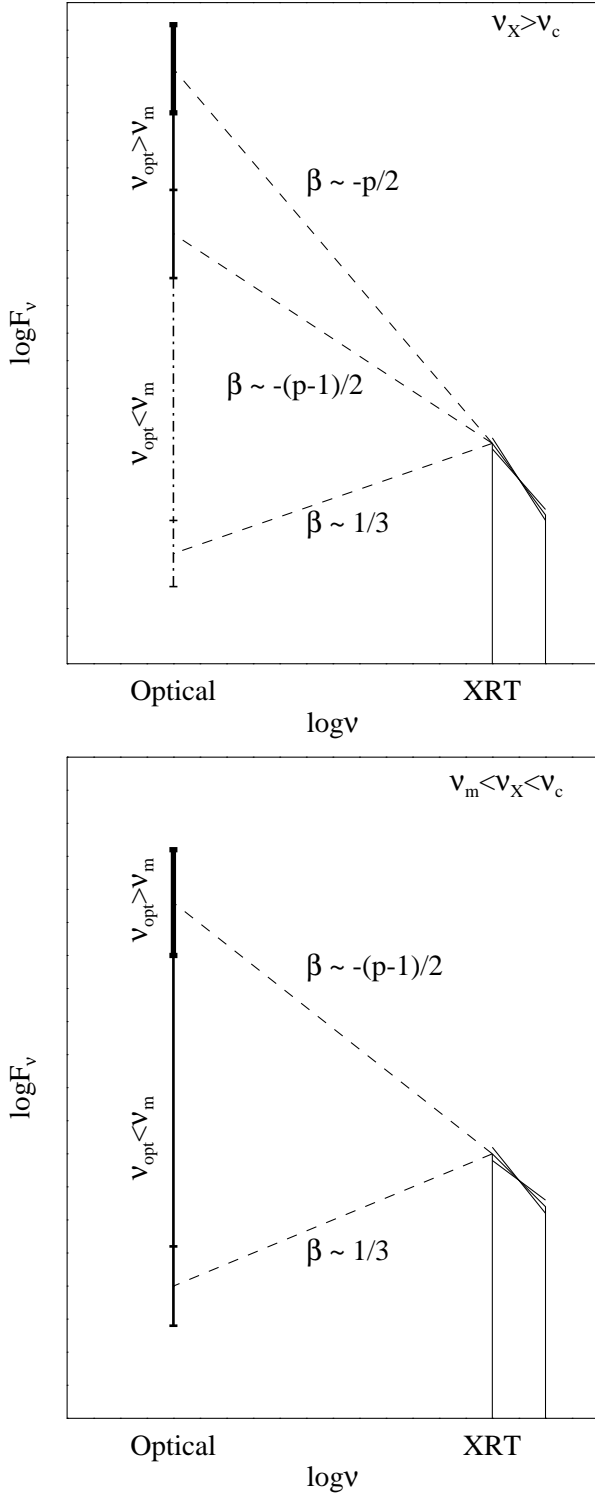 ν_X>ν_c
ν_opt>ν_m
β ~ -p/2
logF_ν
β ~ -(p-1)/2
ν_opt<ν_m
β ~ 1/3
Optical
XRT
logν
ν_m<ν_X<ν_c
ν_opt>ν_m
β ~ -(p-1)/2
logF_ν
ν_opt<ν_m
β ~ 1/3
Optical
XRT
logν